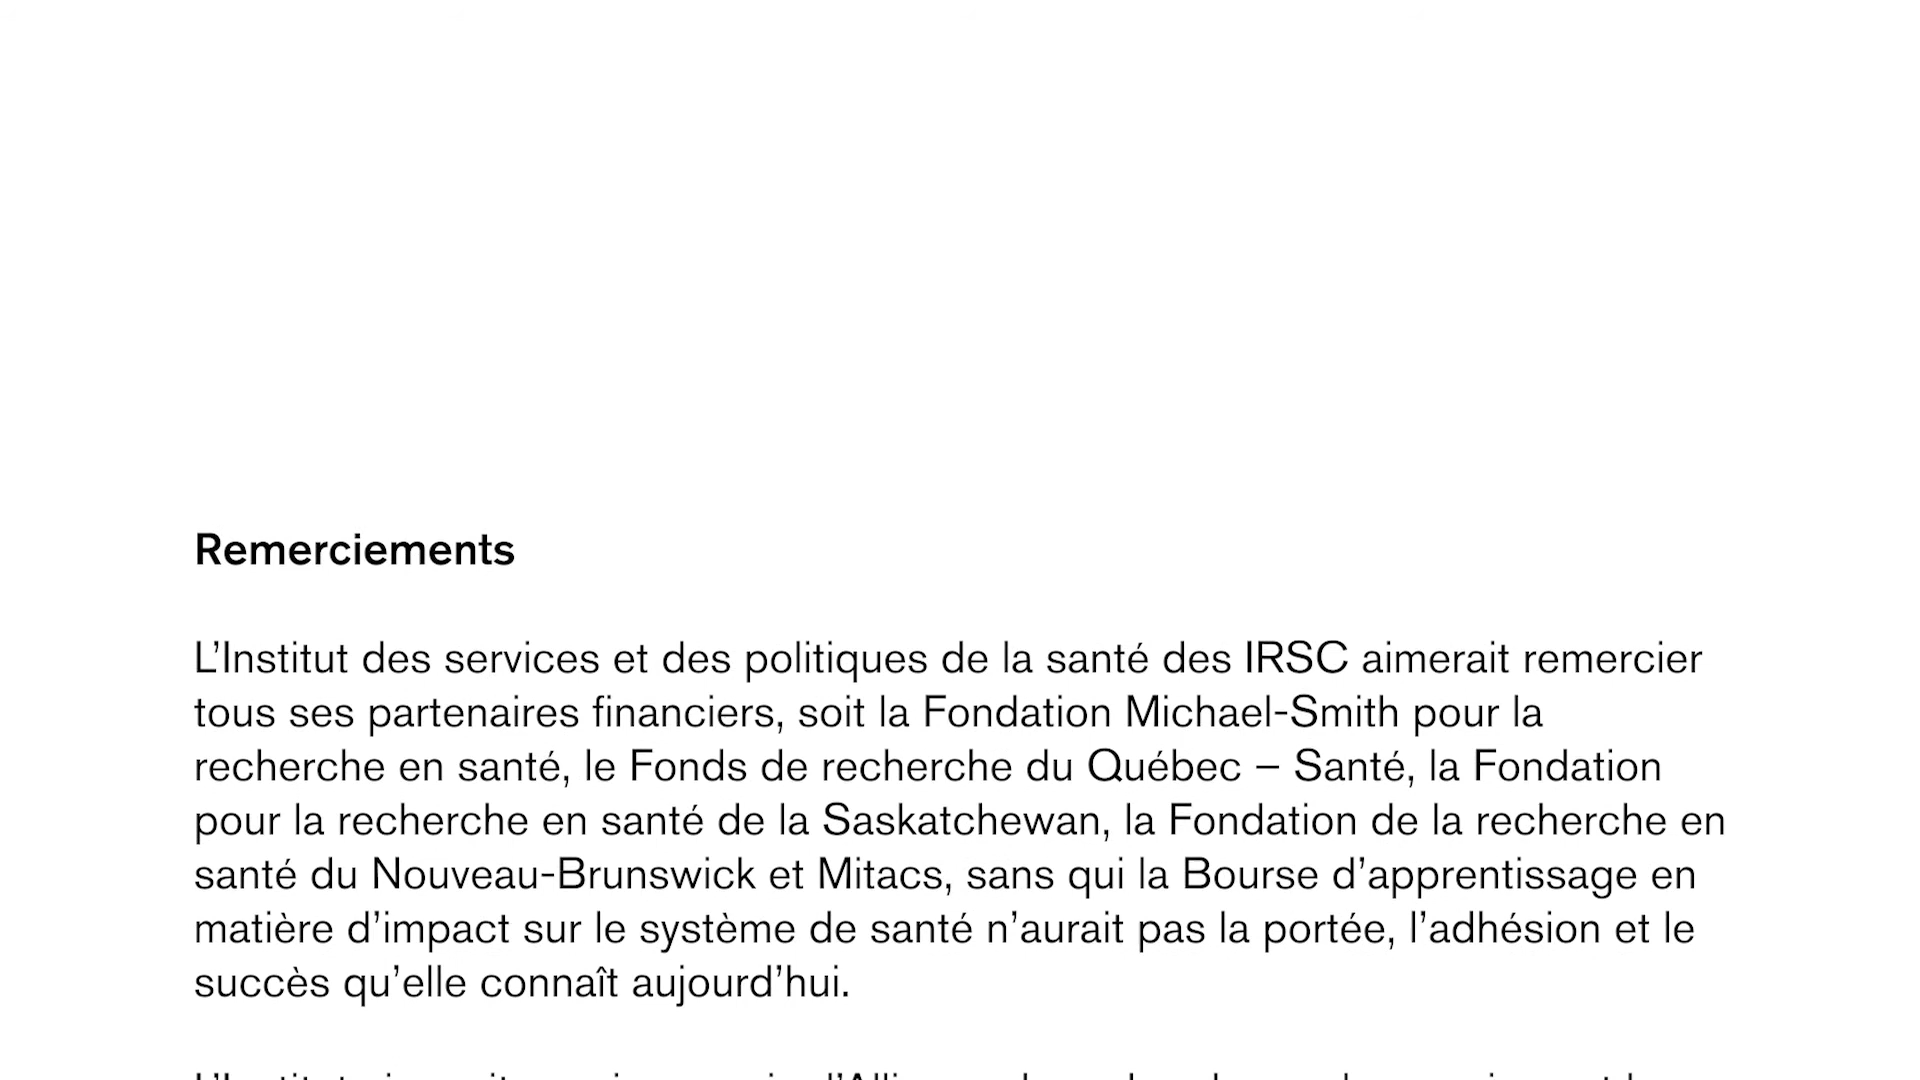 Remerciements
L’Institut des services et des politiques de la santé des IRSC aimerait remercier
tous ses partenaires financiers, soit la Fondation Michael-Smith pour la
recherche en santé, le Fonds de recherche du Québec – Santé, la Fondation
pour la recherche en santé de la Saskatchewan, la Fondation de la recherche en
santé du Nouveau-Brunswick et Mitacs, sans qui la Bourse d’apprentissage en
matière d’impact sur le système de santé n’aurait pas la portée, l’adhésion et le
succès qu’elle connaît aujourd’hui.